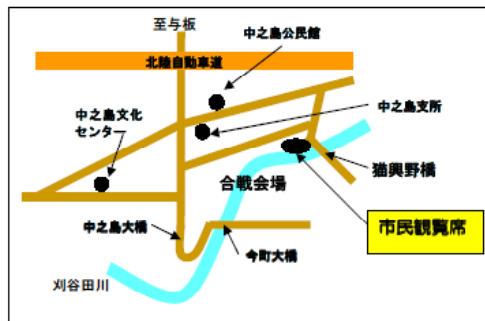 至与板
中之島公民館
北陸自動車道
中之島文化
センター
中之島支所
合戦会場
猫興野橋
市民観覧席
中之島大橋
今町大橋
刈谷田川